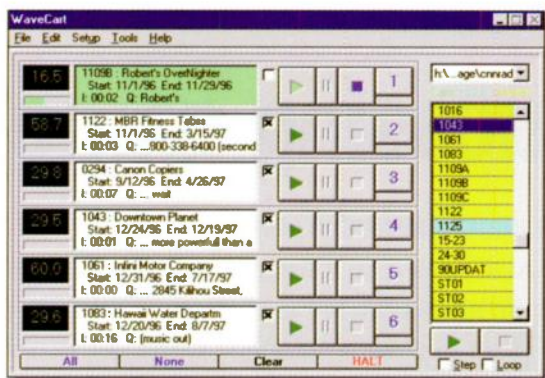 WaveCart
File Edit Setup Tools Help
16.5
1109B : Robert's OverNighter
Start: 11/1/96 End: 11/29/96
I: 00:02 Q: Robert's
1
58.7
1122 : MBR Fitness Tabss
Start: 11/1/96 End: 3/15/97
I: 00:03 Q: ...800-338-6400 (second
2
29.8
0294 : Canon Copiers
Start: 9/12/96 End: 4/26/97
I: 00:07 Q: ... wait
3
29.5
1043 : Downtown Planet
Start: 12/24/96 End: 12/19/97
I: 00:01 Q: ... more powerful than a
4
60.0
1061 : Infini Motor Company
Start: 12/31/96 End: 7/17/97
I: 00:00 Q: ... 2845 Kilihou Street,
5
29.6
1083 : Hawaii Water Departm
Start: 12/20/96 End: 8/7/97
I: 00:16 Q: (music out)
6
All None Clear HALT
h:\...age\cnnrad
1016
1043
1061
1083
1109A
1109B
1109C
1122
1125
15-23
24-30
90UPDAT
ST01
ST02
ST03
Step Loop